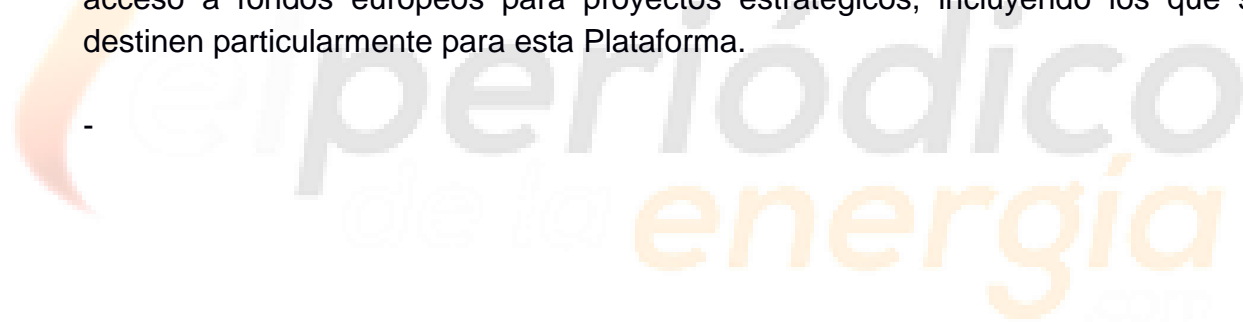 acceso a fondos europeos para proyectos estratégicos, incluyendo los que s
destinen particularmente para esta Plataforma.
-
elperiódico
de la energía
.com